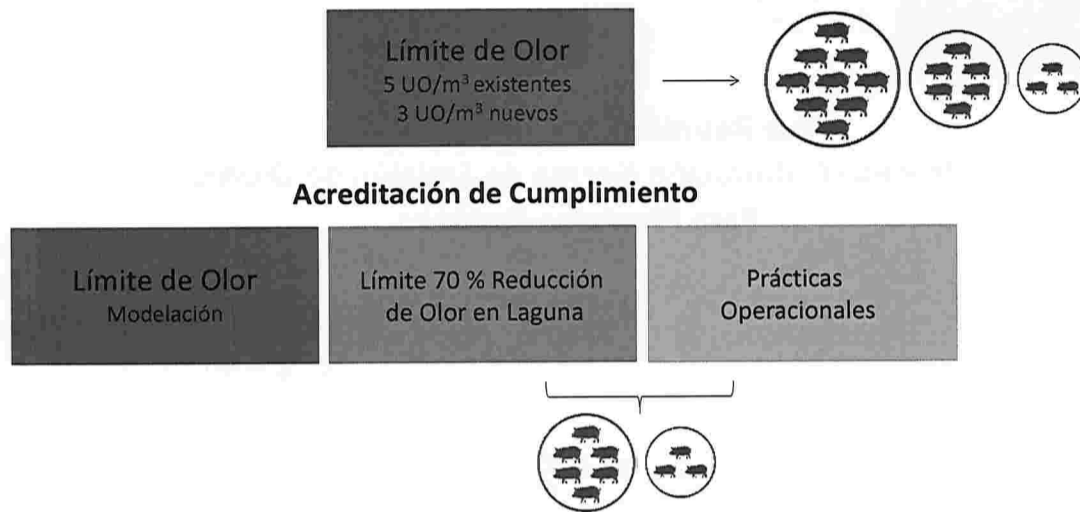 Límite de Olor
5 UO/m³ existentes
3 UO/m³ nuevos
Acreditación de Cumplimiento
Límite de Olor
Modelación
Límite 70 % Reducción
de Olor en Laguna
Prácticas
Operacionales